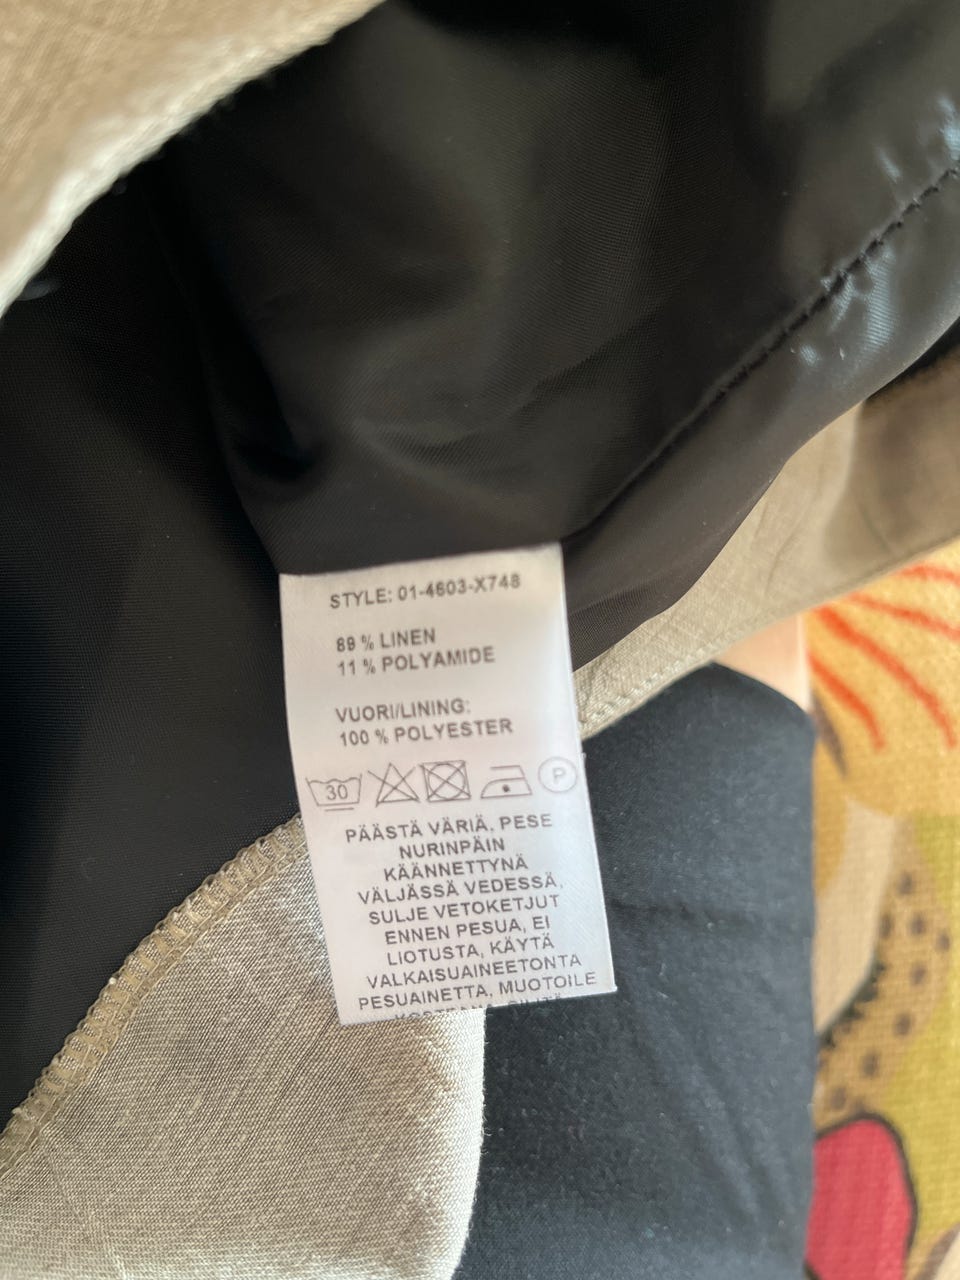 STYLE: 01-4603-X748
89 % LINEN
11 % POLYAMIDE
VUORI/LINING:
100 % POLYESTER
30 P
PÄÄSTÄ VÄRIÄ, PESE
NURINPÄIN
KÄÄNNETTYNÄ
VÄLJÄSSÄ VEDESSÄ,
SULJE VETOKETJUT
ENNEN PESUA, EI
LIOTUSTA, KÄYTÄ
VALKAISUAINEETONTA
PESUAINETTA, MUOTOILE